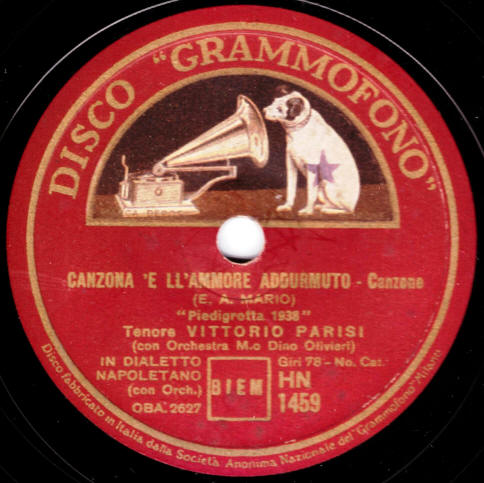 DISCO "GRAMMOFONO"
CANZONA 'E LL'AMMORE ADDURMUTO - Canzone
(E. A. MARIO)
"Piedigrotta 1938"
Tenore VITTORIO PARISI
(con Orchestra M.o Dino Olivieri)
IN DIALETTO
NAPOLETANO
(con Orch.)
OBA. 2627
BIEM
Giri 78 - No. Cat.
HN
1459
Disco fabbricato in Italia dalla Società Anonima Nazionale del "Grammofono" Milano